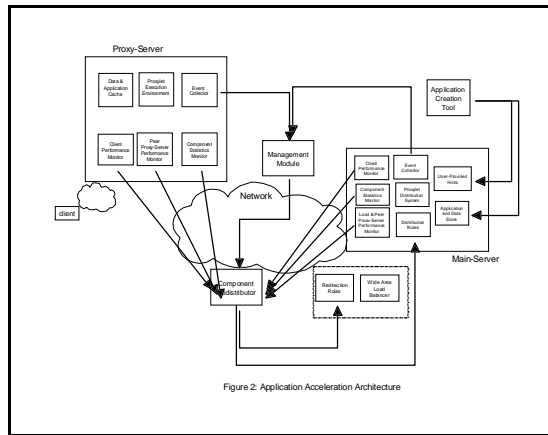 Proxy-Server
Data &
Application
Cache
Proxylet
Execution
Environment
Event
Collector
Client
Performance
Monitor
Peer
Proxy-Server
Performance
Monitor
Component
Statistics
Monitor
client
Management
Module
Network
Application
Creation
Tool
Client
Performance
Monitor
Event
Collector
User-Provided
Hints
Component
Statistics
Monitor
Proxylet
Distribution
System
Application
and Data
Store
Load & Peer
Proxy-Server
Performance
Monitor
Distribution
Rules
Main-Server
Component
Redistributor
Redirection
Rules
Wide Area
Load
Balancer
Figure 2: Application Acceleration Architecture